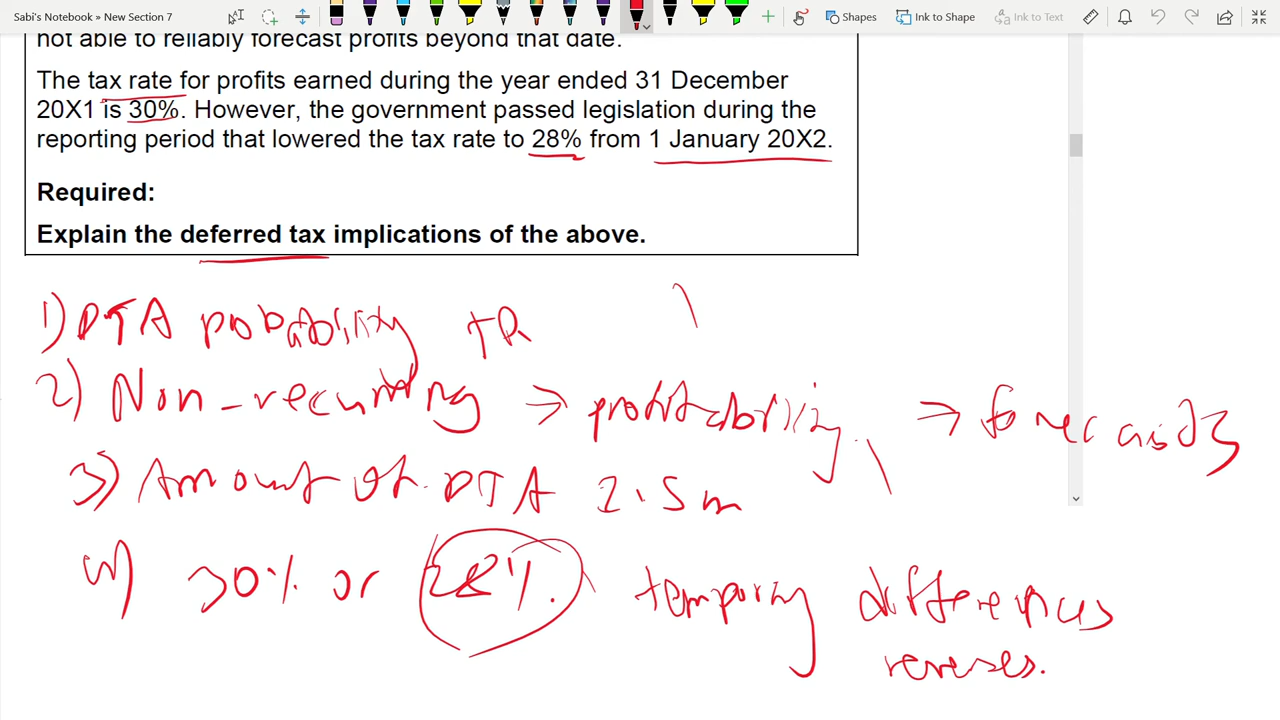 Sabi's Notebook » New Section 7
Shapes
Ink to Shape
Ink to Text
not able to reliably forecast profits beyond that date.
The tax rate for profits earned during the year ended 31 December
20X1 is 30%. However, the government passed legislation during the
reporting period that lowered the tax rate to 28% from 1 January 20X2.
Required:
Explain the deferred tax implications of the above.
1) DTA probability
2) Non-recurring → profitability → forecasts
3) Amount of DTA 2.5m
30% or 28% temporary differences
reverses.